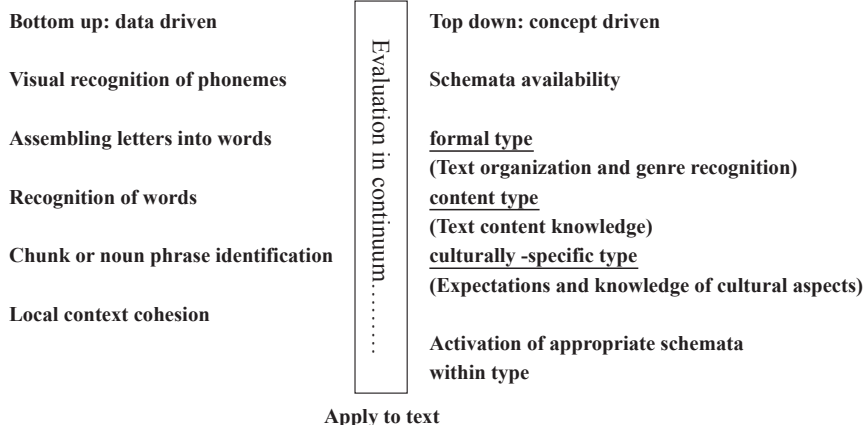 Bottom up: data driven
Visual recognition of phonemes
Assembling letters into words
Recognition of words
Chunk or noun phrase identification
Local context cohesion
Evaluation in continuum.........
Top down: concept driven
Schemata availability
formal type
(Text organization and genre recognition)
content type
(Text content knowledge)
culturally -specific type
(Expectations and knowledge of cultural aspects)
Activation of appropriate schemata
within type
Apply to text